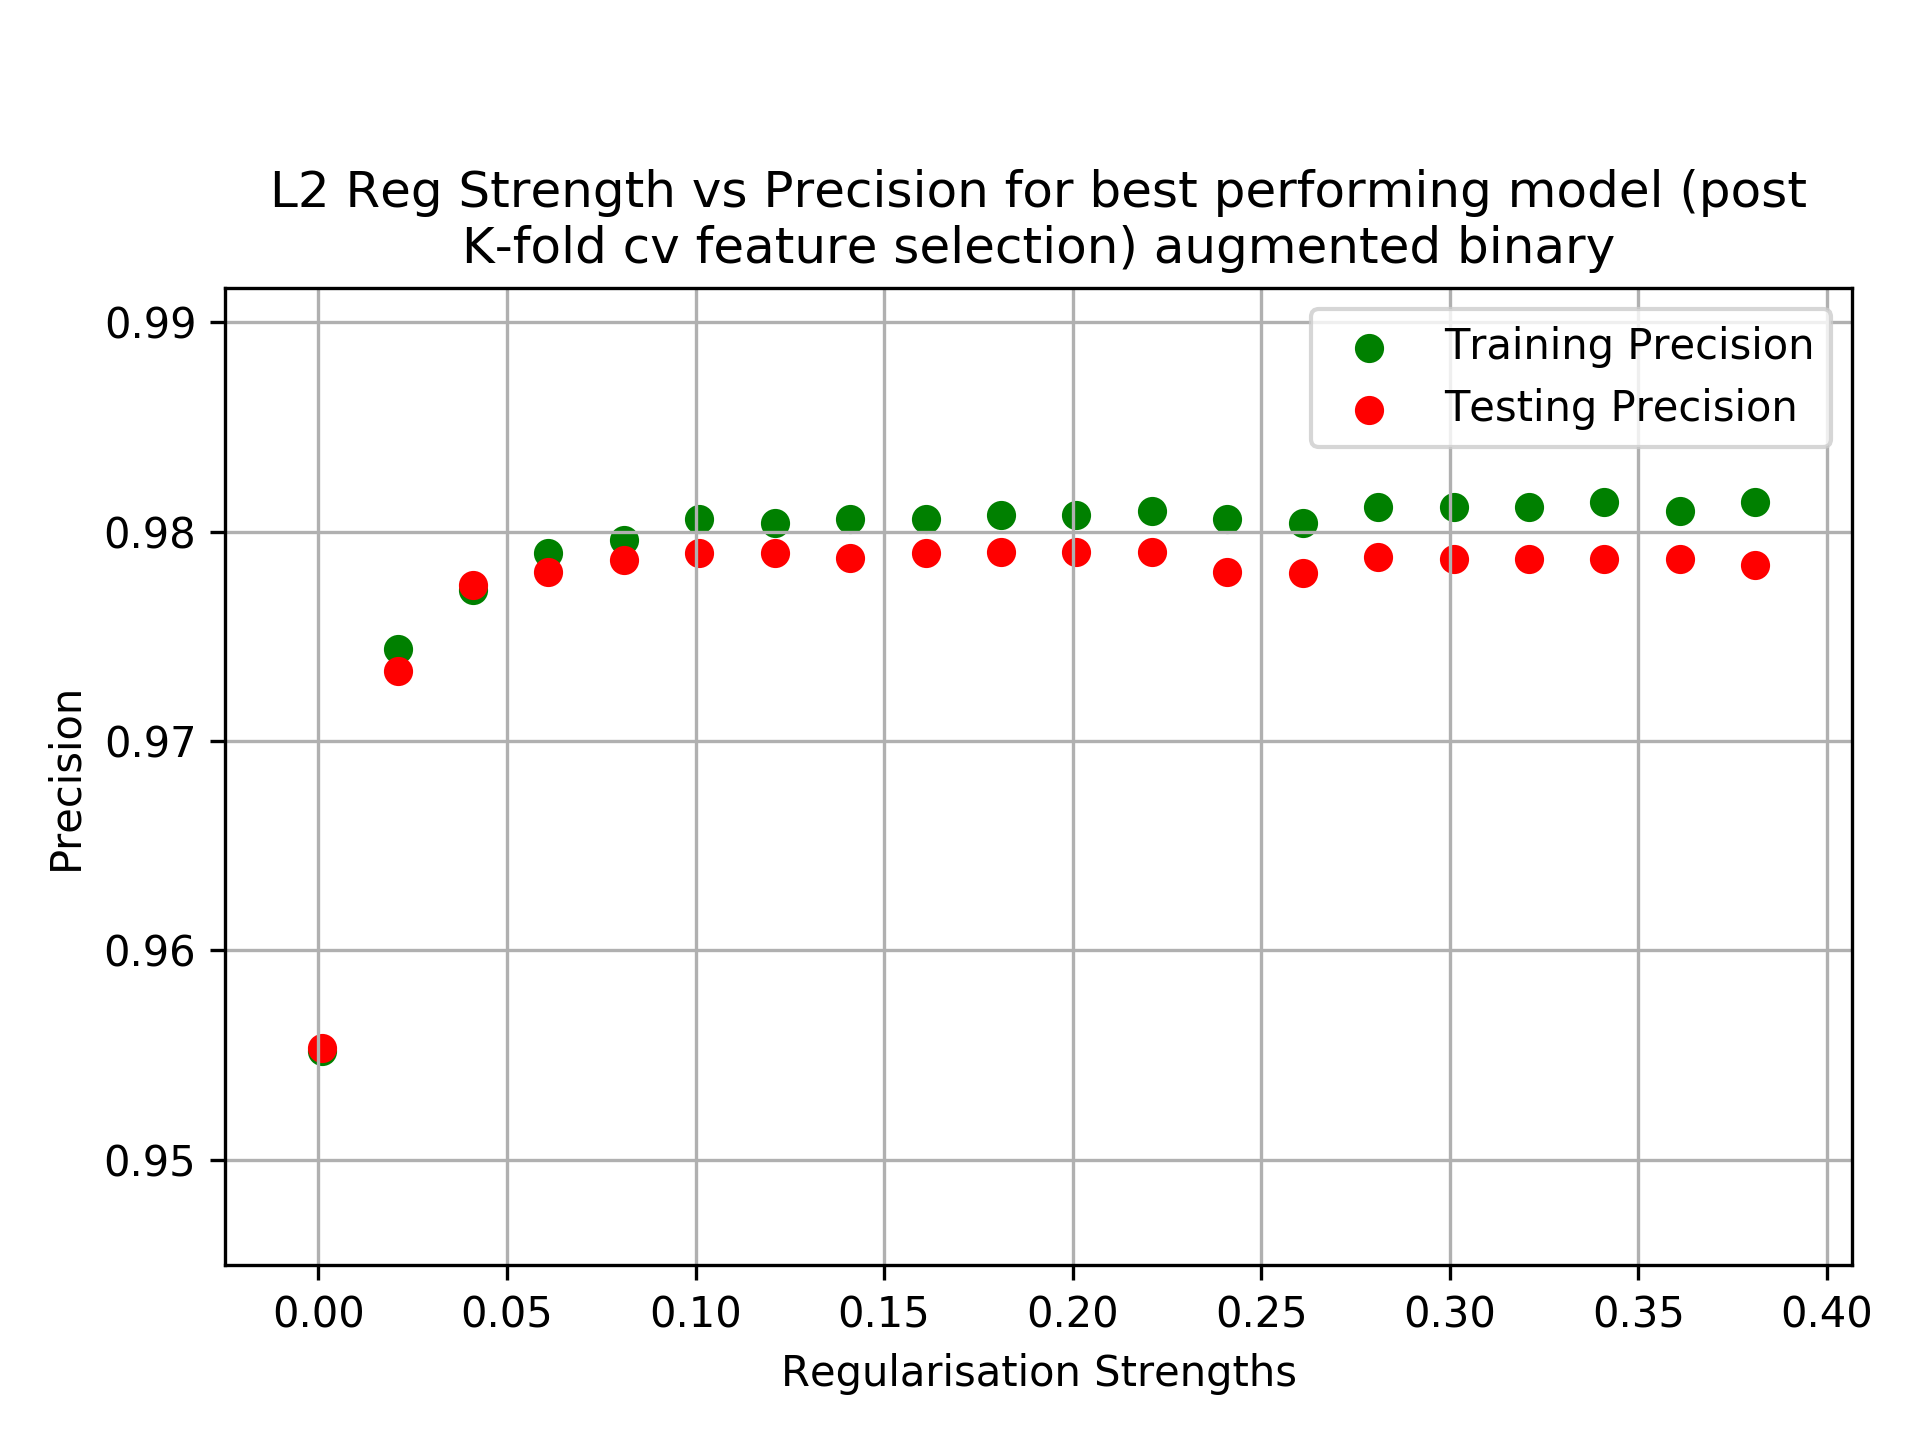 L2 Reg Strength vs Precision for best performing model (post
K-fold cv feature selection) augmented binary
0.99
0.98
0.97
0.96
0.95
Precision
Training Precision
Testing Precision
0.00 0.05 0.10 0.15 0.20 0.25 0.30 0.35 0.40
Regularisation Strengths